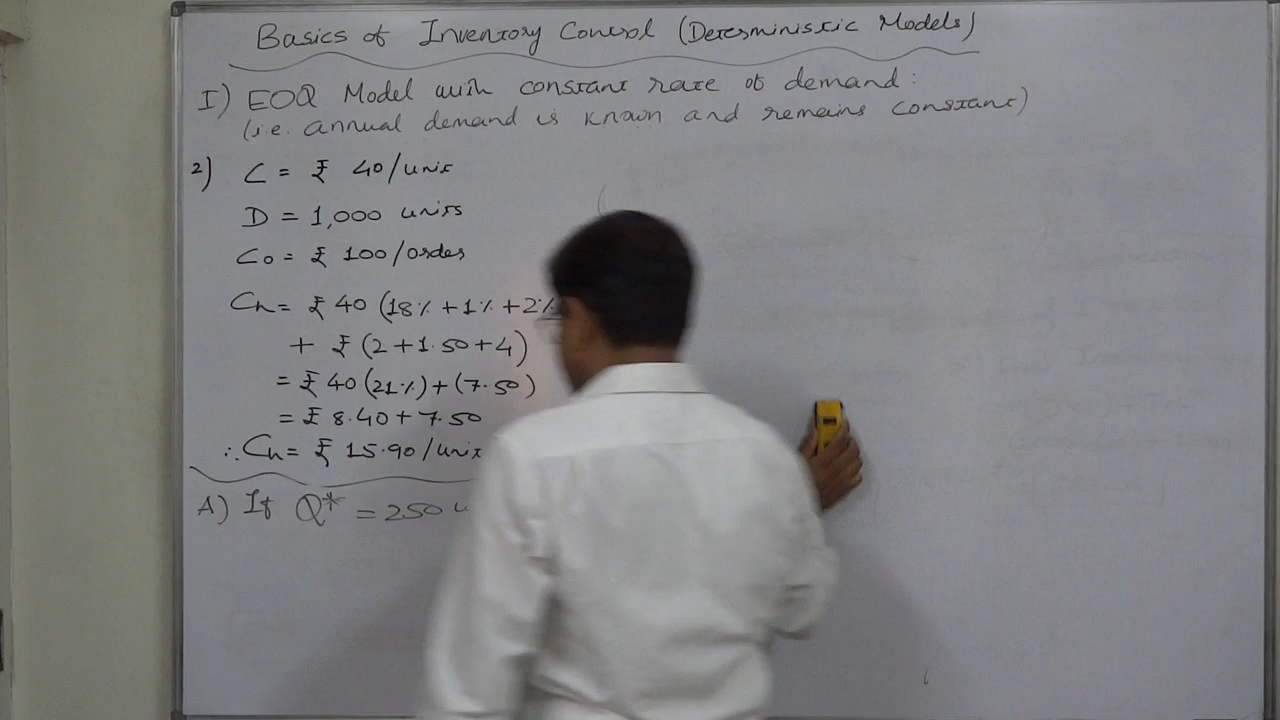 Basics of Inventory Control (Deterministic Models)
I) EOQ Model with constant rate of demand :
(i.e. annual demand is known and remains constant)
2) C = ₹ 40/unit
D = 1,000 units
Co = ₹ 100/order
Ch = ₹ 40 (18% + 1% + 2%
+ ₹ (2 + 1.50 + 4)
= ₹ 40 (21%) + (7.50)
= ₹ 8.40 + 7.50
∴ Ch = ₹ 15.90/unit
A) If Q* = 250 u